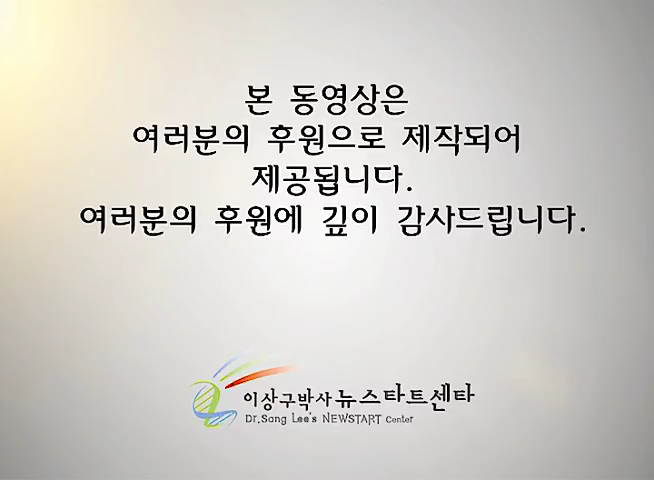 본 동영상은
여러분의 후원으로 제작되어
제공됩니다.
여러분의 후원에 깊이 감사드립니다.
이상구박사 뉴스타트센타
Dr.Sang Lee's NEWSTART Center